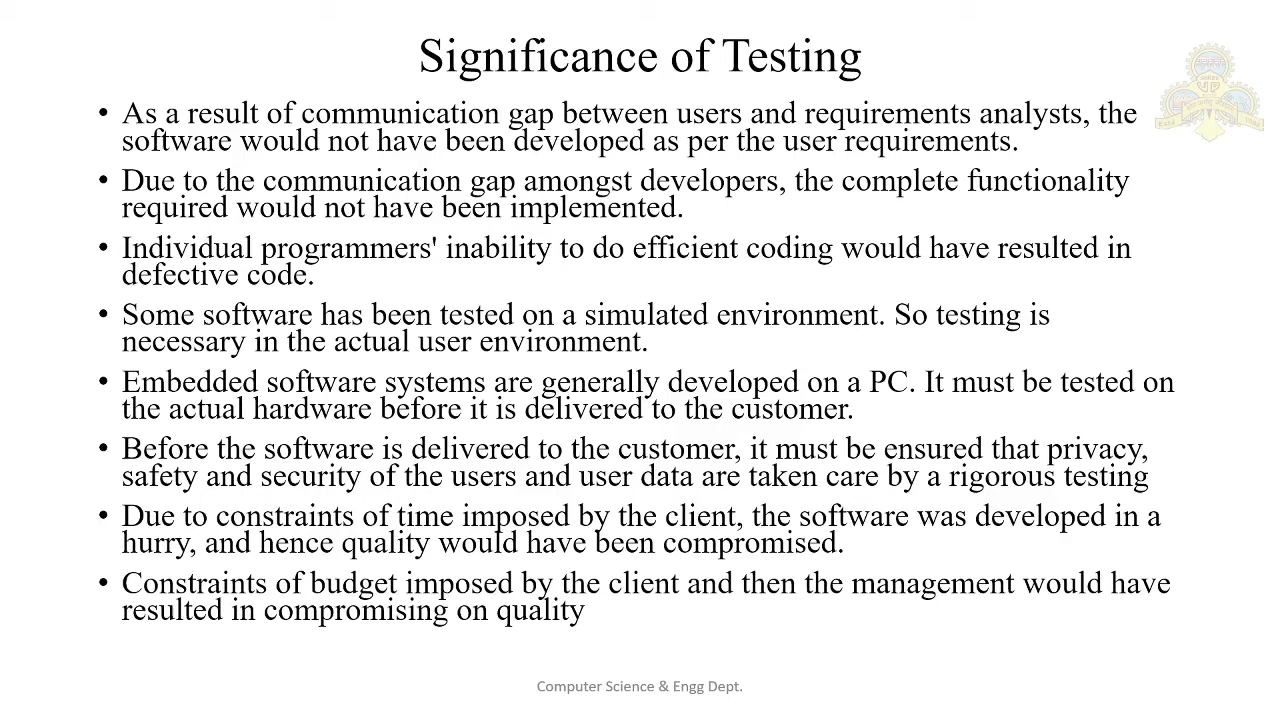 Significance of Testing
• As a result of communication gap between users and requirements analysts, the
software would not have been developed as per the user requirements.
• Due to the communication gap amongst developers, the complete functionality
required would not have been implemented.
• Individual programmers' inability to do efficient coding would have resulted in
defective code.
• Some software has been tested on a simulated environment. So testing is
necessary in the actual user environment.
• Embedded software systems are generally developed on a PC. It must be tested on
the actual hardware before it is delivered to the customer.
• Before the software is delivered to the customer, it must be ensured that privacy,
safety and security of the users and user data are taken care by a rigorous testing
• Due to constraints of time imposed by the client, the software was developed in a
hurry, and hence quality would have been compromised.
• Constraints of budget imposed by the client and then the management would have
resulted in compromising on quality
Computer Science & Engg Dept.